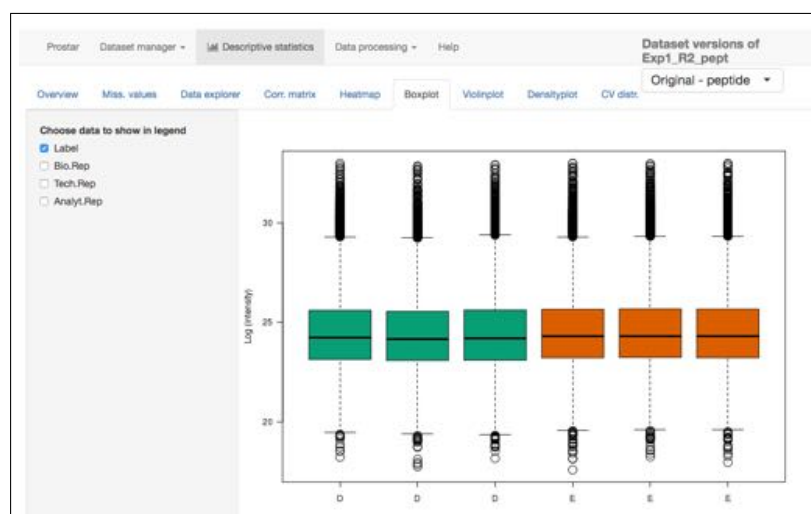 Prostar Dataset manager Descriptive statistics Data processing Help
Dataset versions of
Exp1_R2_pept
Original - peptide
Overview Miss. values Data explorer Corr. matrix Heatmap Boxplot Violinplot Densityplot CV distr.
Choose data to show in legend
Label
Bio.Rep
Tech.Rep
Analyt.Rep
Log (intensity)
30
25
20
D D D E E E